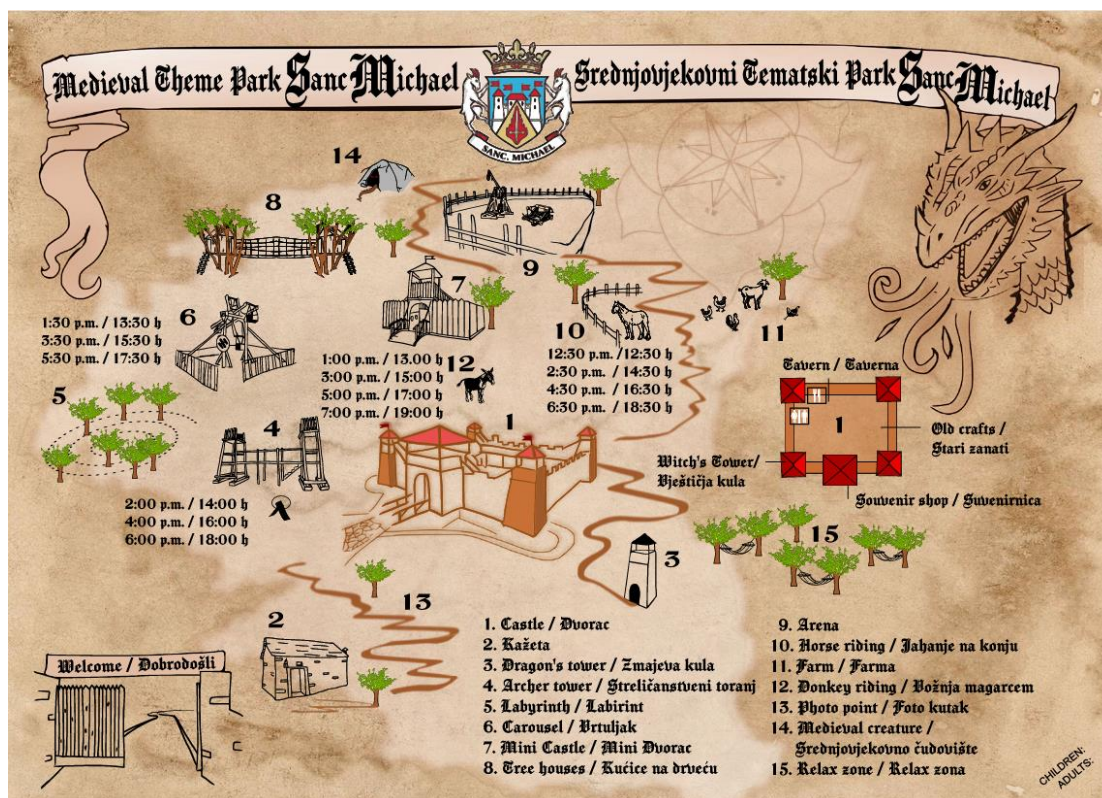 Medieval Theme Park Sanc Michael
Srednjovjekovni Tematski Park Sanc Michael
SANC. MICHAEL
14
8
9
7
6
10
11
1:30 p.m. / 13:30 h
3:30 p.m. / 15:30 h
5:30 p.m. / 17:30 h
1:00 p.m. / 13.00 h
3:00 p.m. / 15:00 h
5:00 p.m. / 17:00 h
7:00 p.m. / 19:00 h
12
12:30 p.m. /12:30 h
2:30 p.m. / 14:30 h
4:30 p.m. / 16:30 h
6:30 p.m. / 18:30 h
Tavern / Taverna
5
4
1
1
Old crafts /
Stari zanati
Witch's Tower/
Vještičja kula
Souvenir shop / Suvenirnica
2:00 p.m. / 14:00 h
4:00 p.m. / 16:00 h
6:00 p.m. / 18:00 h
15
3
13
2
Welcome / Dobrodošli
1. Castle / Dvorac
2. Kažeta
3. Dragon's tower / Zmajeva kula
4. Archer tower / Streličanstveni toranj
5. Labyrinth / Labirint
6. Carousel / Vrtuljak
7. Mini Castle / Mini Dvorac
8. Tree houses / Kućice na drveću
9. Arena
10. Horse riding / Jahanje na konju
11. Farm / Farma
12. Donkey riding / Vožnja magarcem
13. Photo point / Foto kutak
14. Medieval creature /
Srednjovjekovno čudovište
15. Relax zone / Relax zona
CHILDREN:
ADULTS: